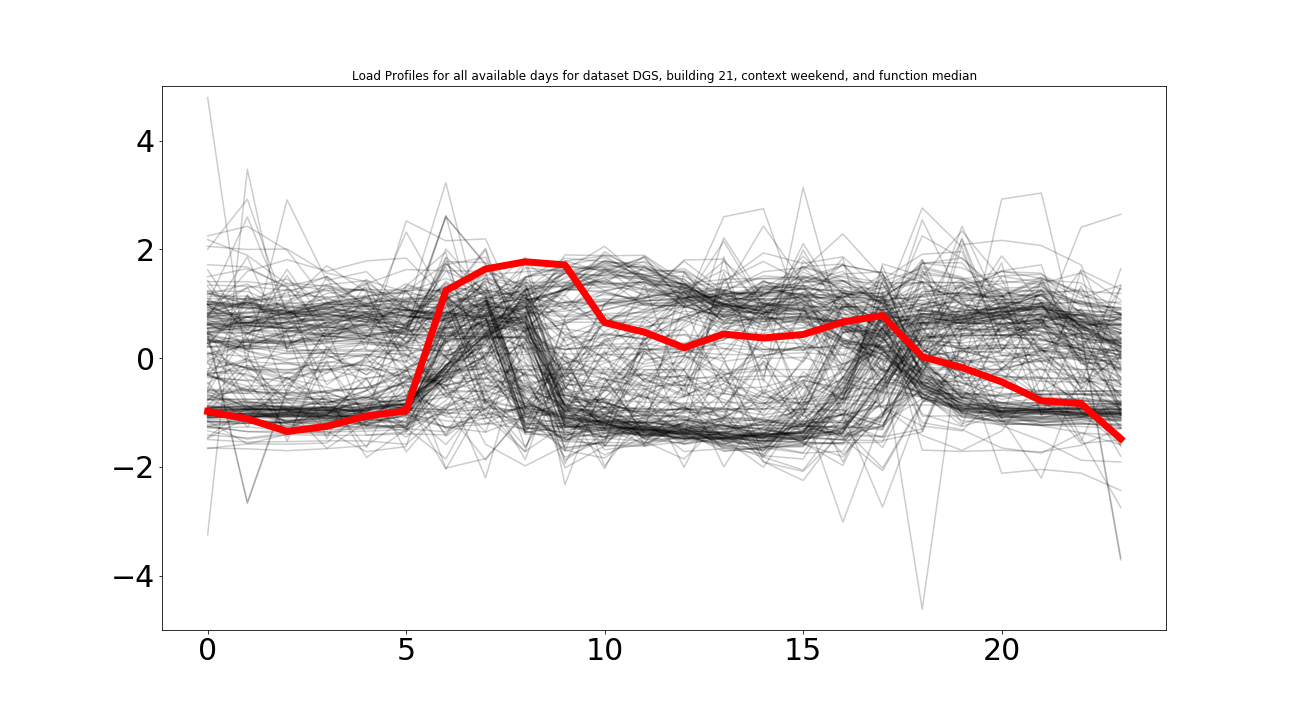 Load Profiles for all available days for dataset DGS, building 21, context weekend, and function median
4
2
0
−2
−4
0 5 10 15 20